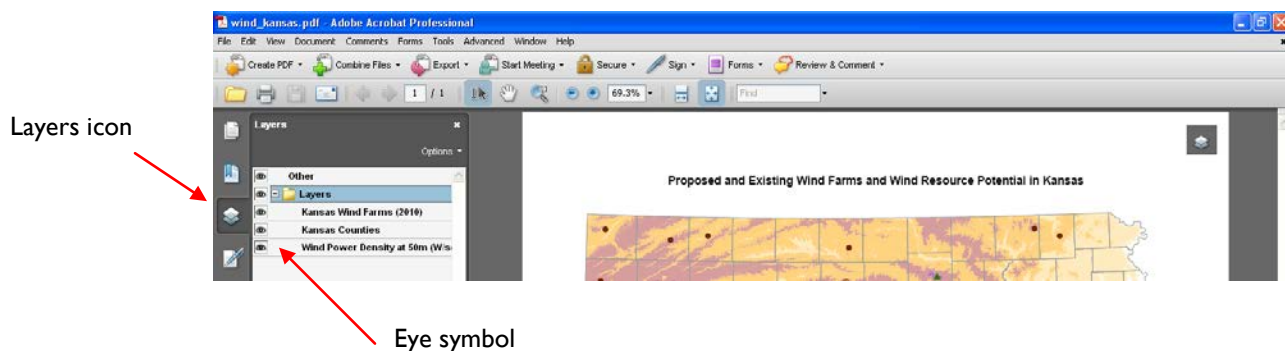 wind_kansas.pdf - Adobe Acrobat Professional
File Edit View Document Comments Forms Tools Advanced Window Help
Create PDF Combine Files Export Start Meeting Secure Sign Forms Review & Comment
1 / 1 69.3% Find
Layers icon
Layers
Options
Other
Layers
Kansas Wind Farms (2010)
Kansas Counties
Wind Power Density at 50m (W/s
Proposed and Existing Wind Farms and Wind Resource Potential in Kansas
Eye symbol